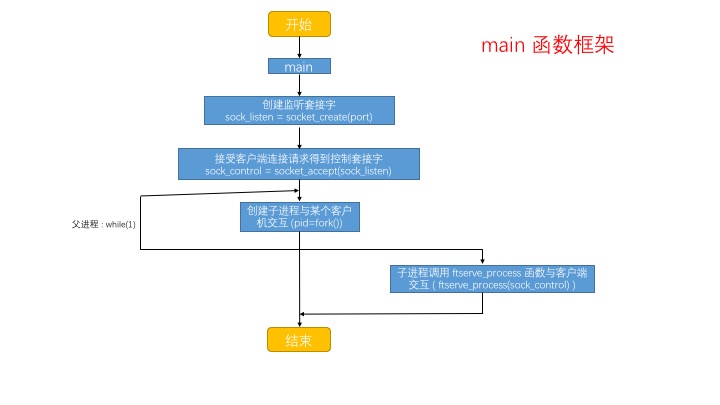 开始
main 函数框架
main
创建监听套接字
sock_listen = socket_create(port)
接受客户端连接请求得到控制套接字
sock_control = socket_accept(sock_listen)
创建子进程与某个客户
机交互 (pid=fork())
父进程 : while(1)
子进程调用 ftserve_process 函数与客户端
交互 ( ftserve_process(sock_control) )
结束